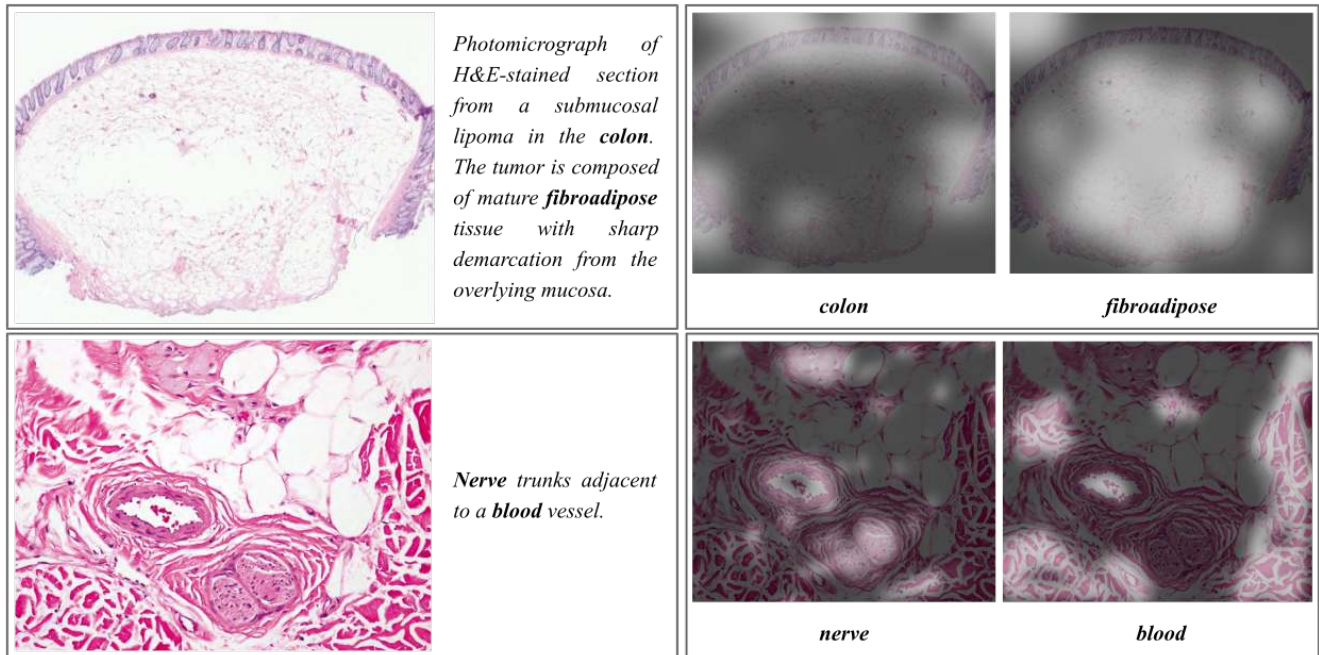 Photomicrograph of
H&E-stained section
from a submucosal
lipoma in the colon.
The tumor is composed
of mature fibroadipose
tissue with sharp
demarcation from the
overlying mucosa.
colon
fibroadipose
Nerve trunks adjacent
to a blood vessel.
nerve
blood